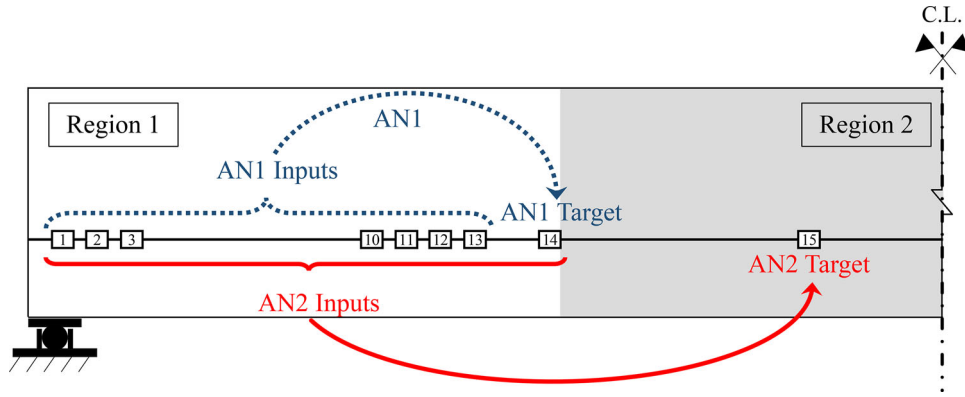 C.L.
Region 1
AN1
Region 2
AN1 Inputs
AN1 Target
1 2 3 10 11 12 13 14 15
AN2 Target
AN2 Inputs